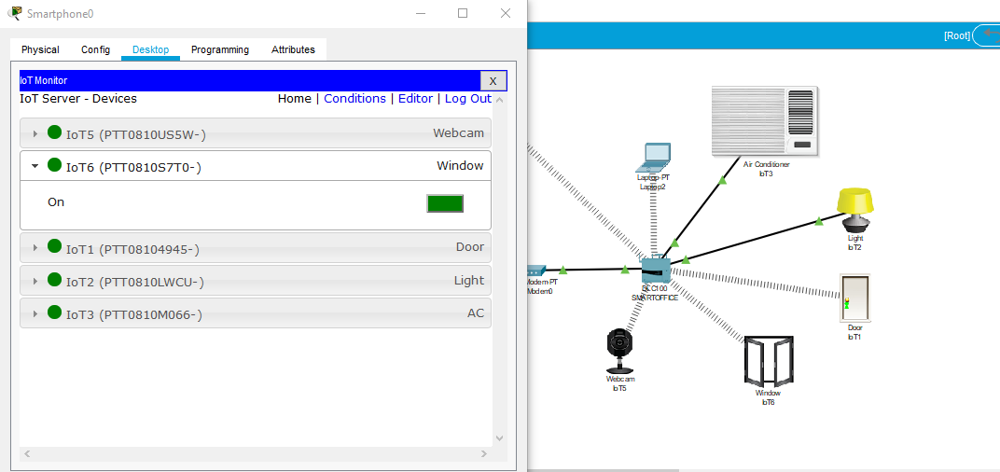 Smartphone0
Physical Config Desktop Programming Attributes
IoT Monitor X
IoT Server - Devices Home | Conditions | Editor | Log Out
IoT5 (PTT0810US5W-) Webcam
IoT6 (PTT0810S7T0-) Window
On
IoT1 (PTT08104945-) Door
IoT2 (PTT0810LWCU-) Light
IoT3 (PTT0810M066-) AC
[Root]
Air Conditioner
IoT3
Laptop-PT
Laptop2
Light
IoT2
Modem-PT
Modem0
DLC100
SMARTOFFICE
Door
IoT1
Webcam
IoT5
Window
IoT6